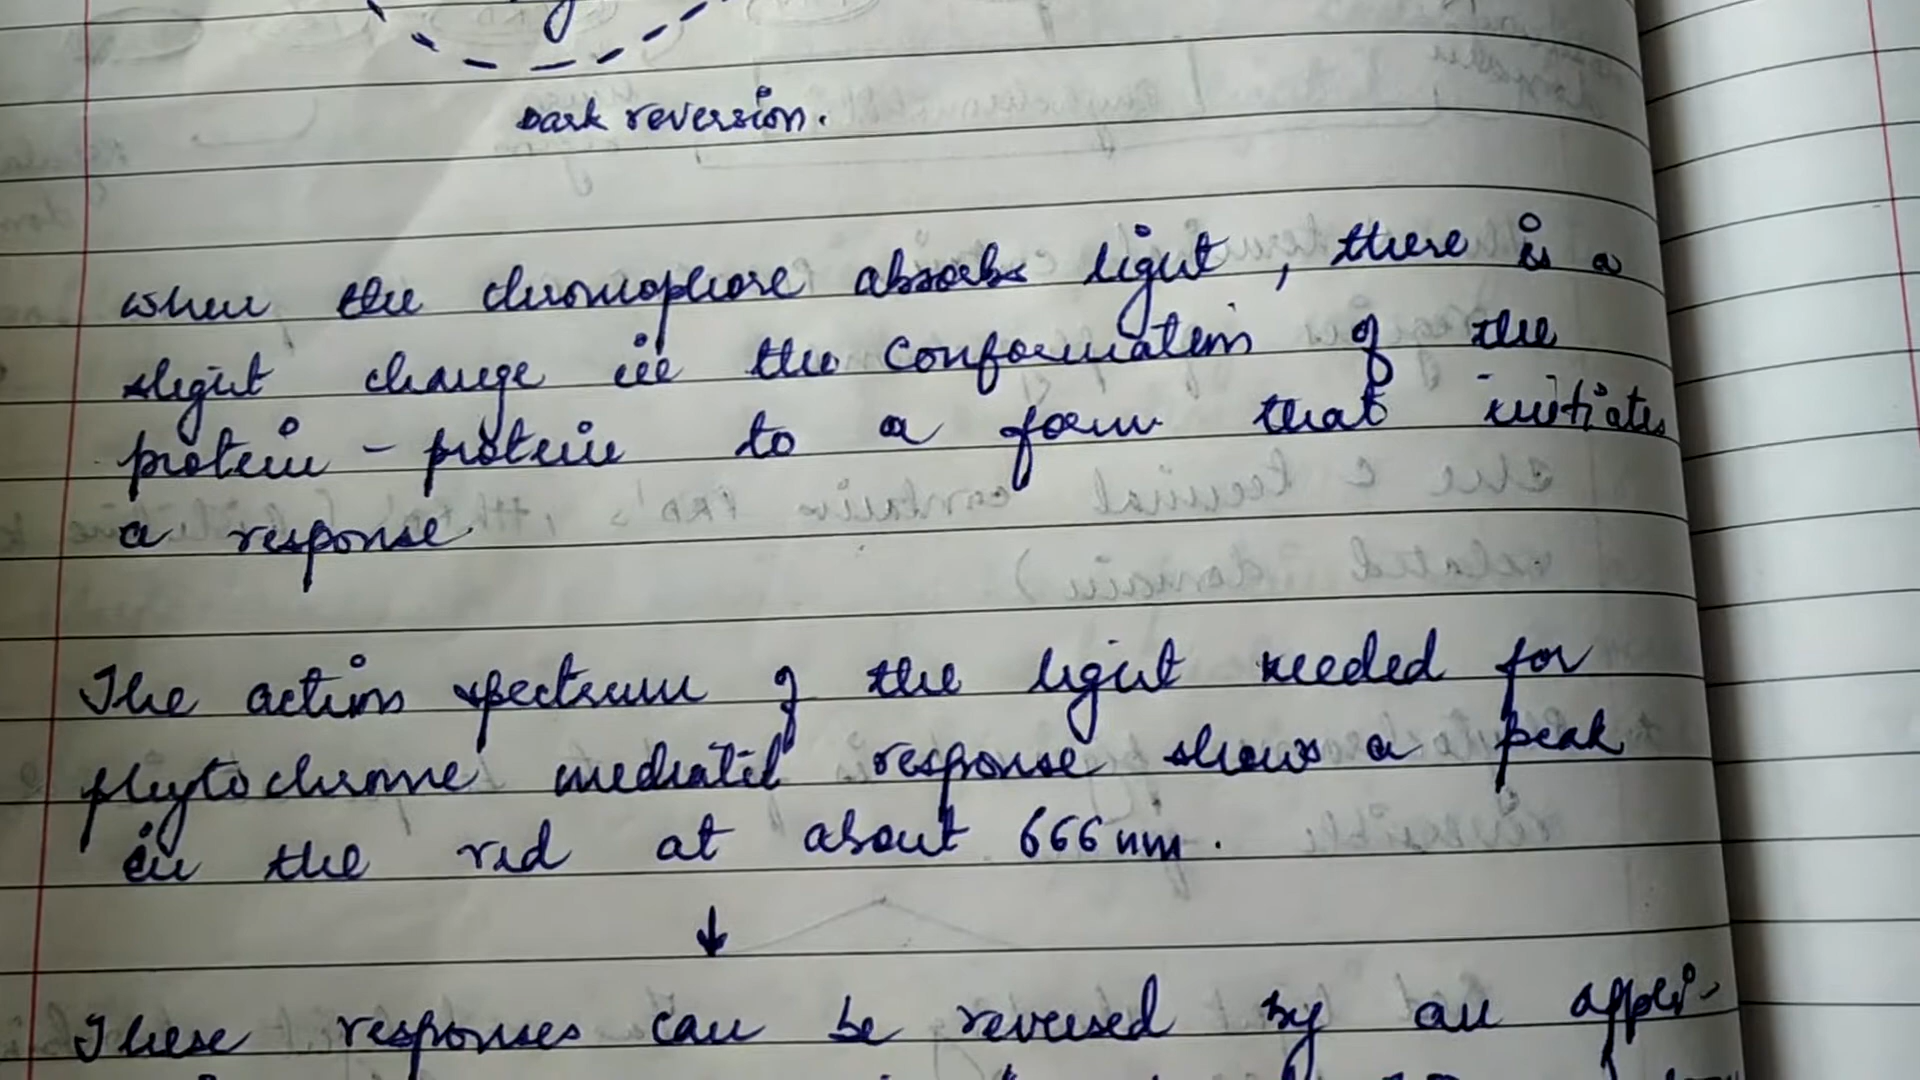 Dark reversion.
when the chromophore absorbs light, there is a
slight change in the conformation of the
protein - protein to a form that initiates
a response.
The action spectrum of the light needed for
phytochrome mediated response shows a peak
in the red at about 666nm.
↓
These responses can be reversed by an appli-